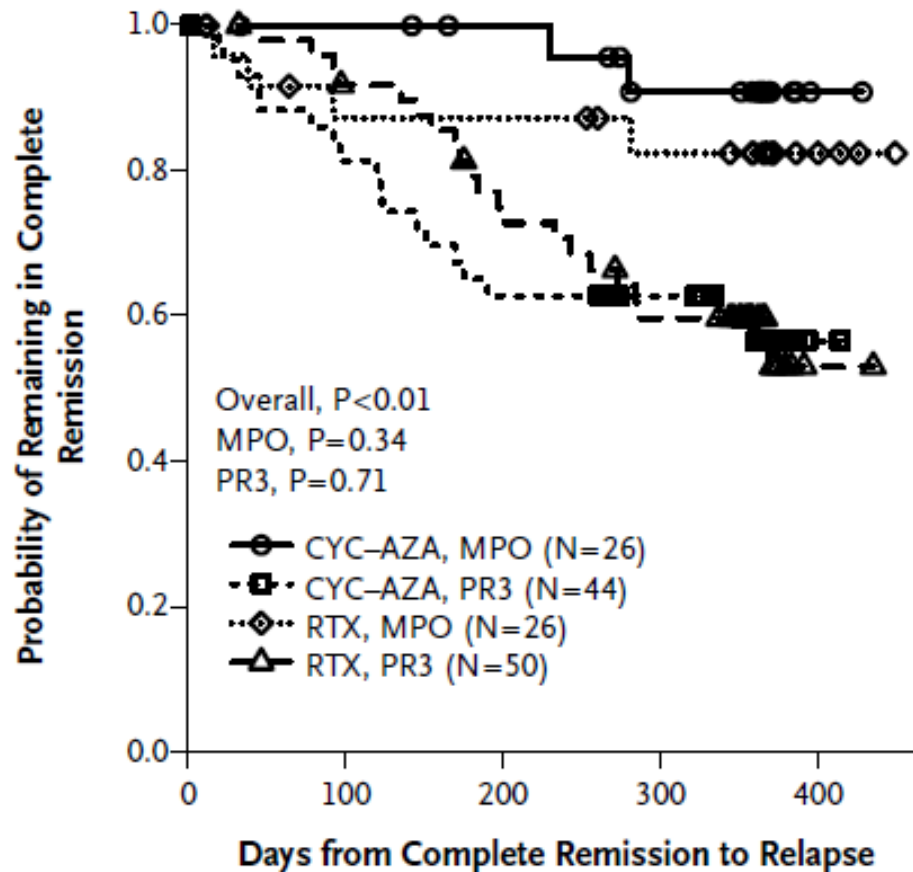 Probability of Remaining in Complete
Remission
1.0
0.8
0.6
0.4
0.2
0.0
Overall, P<0.01
MPO, P=0.34
PR3, P=0.71
CYC–AZA, MPO (N=26)
CYC–AZA, PR3 (N=44)
RTX, MPO (N=26)
RTX, PR3 (N=50)
0 100 200 300 400
Days from Complete Remission to Relapse